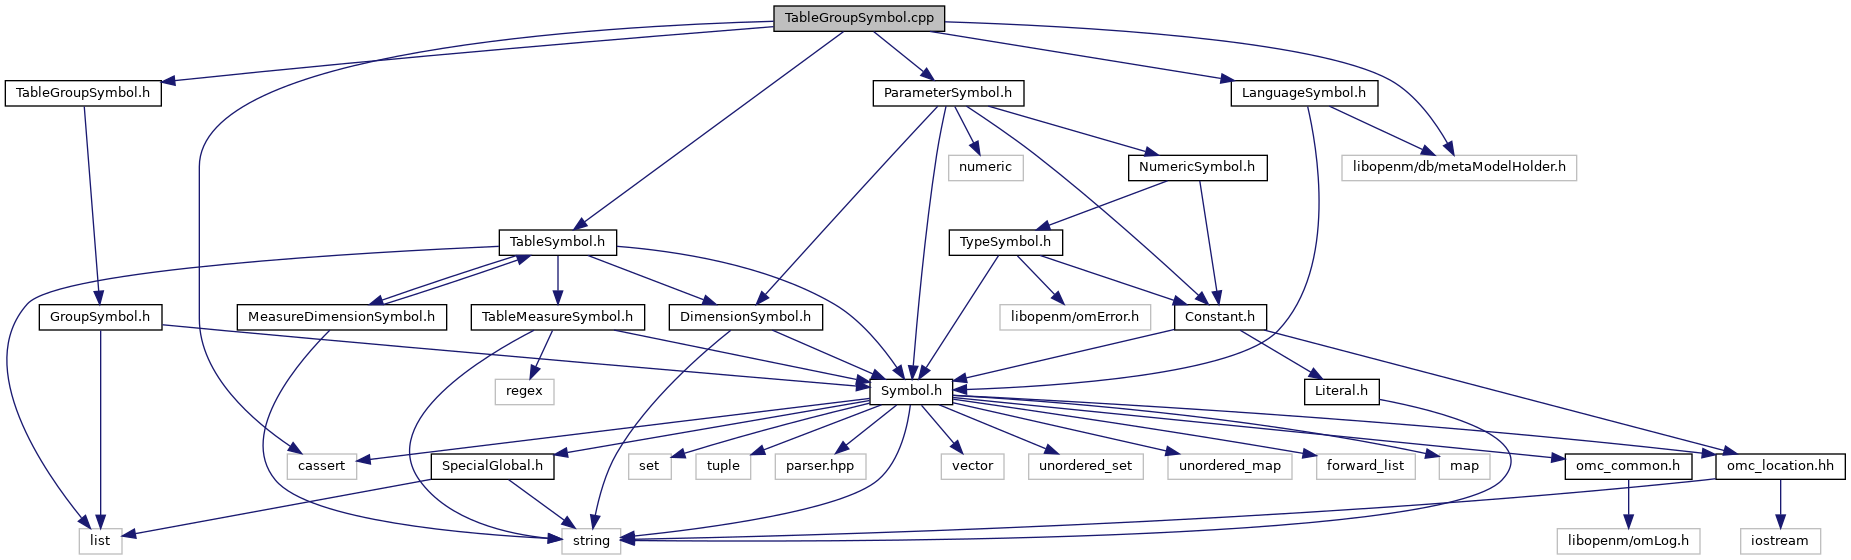 TableGroupSymbol.cpp
TableGroupSymbol.h
ParameterSymbol.h
LanguageSymbol.h
numeric
NumericSymbol.h
libopenm/db/metaModelHolder.h
TableSymbol.h
TypeSymbol.h
GroupSymbol.h
MeasureDimensionSymbol.h
TableMeasureSymbol.h
DimensionSymbol.h
libopenm/omError.h
Constant.h
regex
Symbol.h
Literal.h
cassert
SpecialGlobal.h
set
tuple
parser.hpp
vector
unordered_set
unordered_map
forward_list
map
omc_common.h
omc_location.hh
list
string
libopenm/omLog.h
iostream